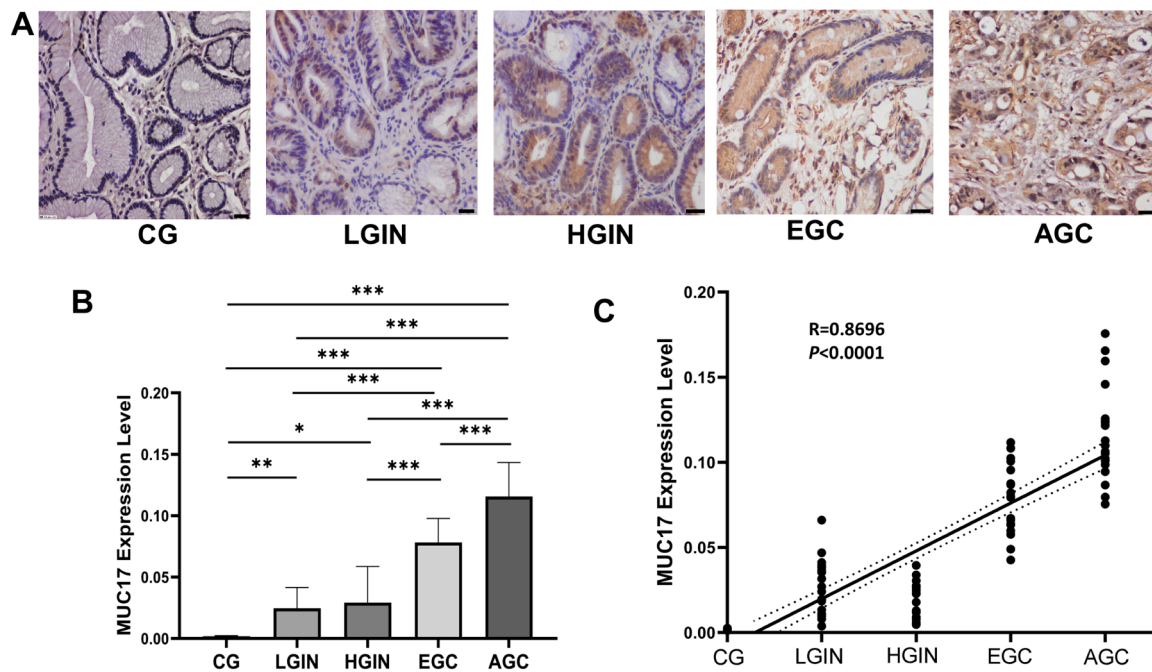 A
CG
LGIN
HGIN
EGC
AGC
B
***
***
***
***
***
*
***
**
***
MUC17 Expression Level
0.20
0.15
0.10
0.05
0.00
CG
LGIN
HGIN
EGC
AGC
C
R=0.8696
P<0.0001
MUC17 Expression Level
0.20
0.15
0.10
0.05
0.00
CG
LGIN
HGIN
EGC
AGC